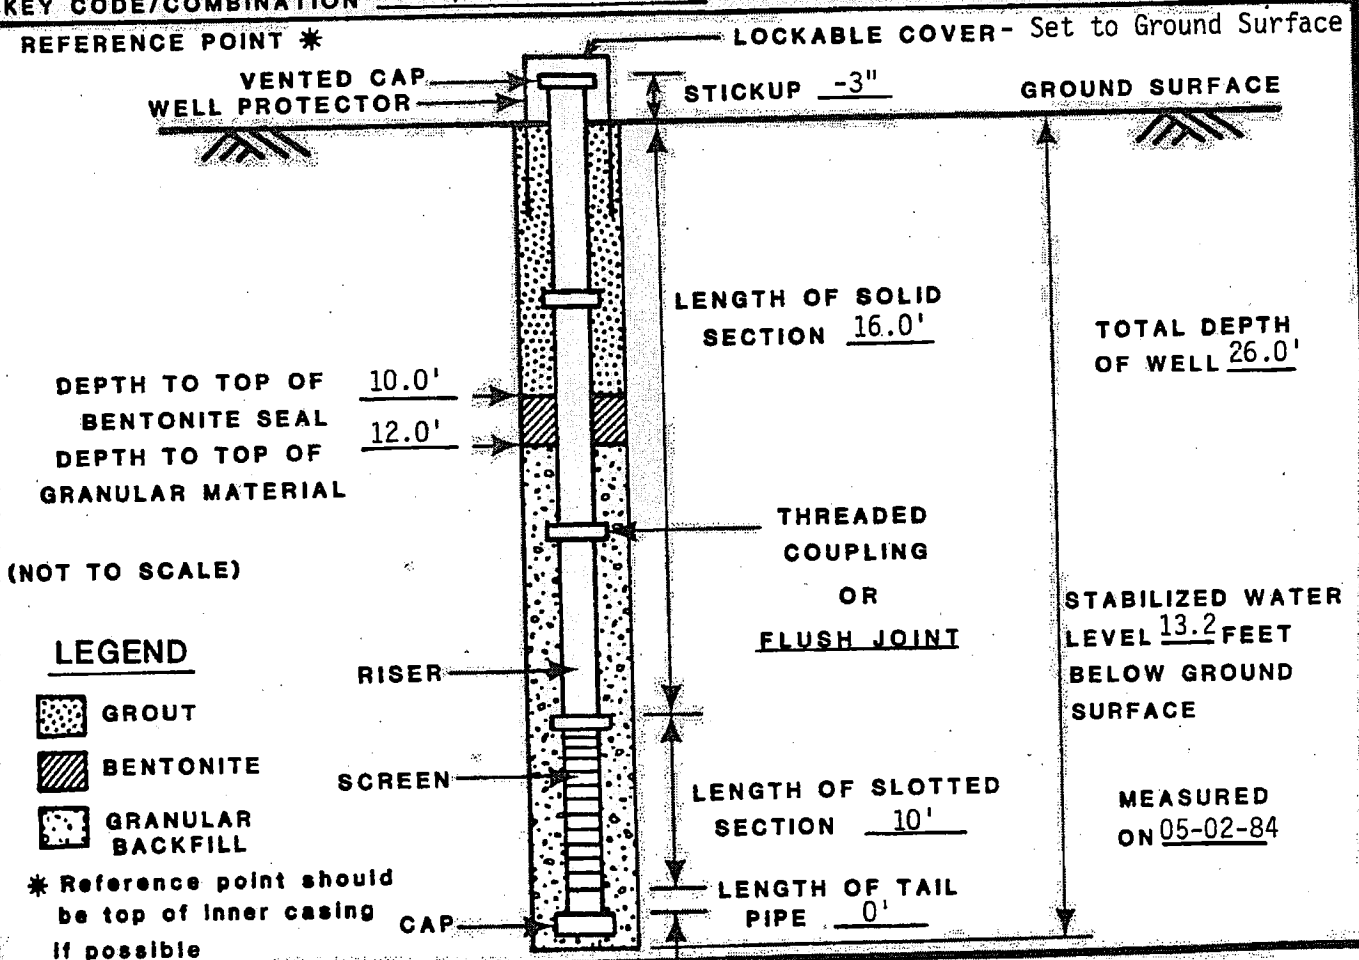 KEY CODE/COMBINATION
REFERENCE POINT *
LOCKABLE COVER - Set to Ground Surface
VENTED CAP
WELL PROTECTOR
STICKUP -3"
GROUND SURFACE
LENGTH OF SOLID
SECTION 16.0'
TOTAL DEPTH
OF WELL 26.0'
DEPTH TO TOP OF 10.0'
BENTONITE SEAL
12.0'
DEPTH TO TOP OF
GRANULAR MATERIAL
THREADED
COUPLING
OR
FLUSH JOINT
(NOT TO SCALE)
STABILIZED WATER
LEVEL 13.2 FEET
BELOW GROUND
SURFACE
LEGEND
GROUT
BENTONITE
GRANULAR
BACKFILL
RISER
SCREEN
LENGTH OF SLOTTED
SECTION 10'
MEASURED
ON 05-02-84
* Reference point should
be top of inner casing
if possible
CAP
LENGTH OF TAIL
PIPE 0'